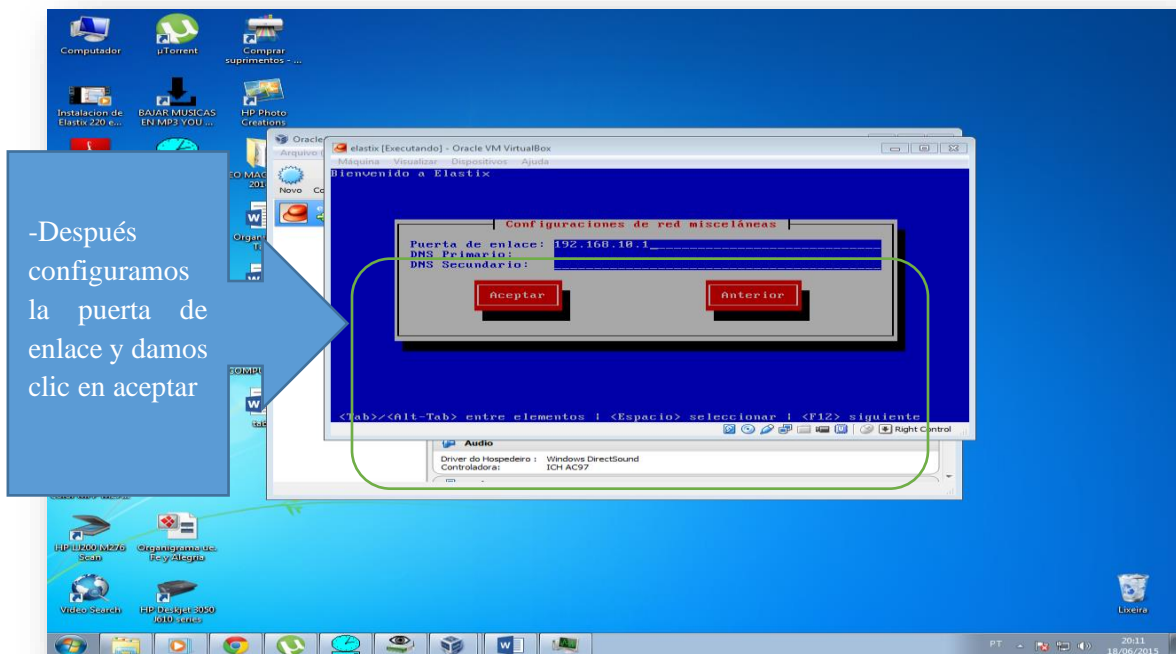 Computador
µTorrent
Comprar
suprimentos - ...
Instalacion de
Elastix 220 e...
BAJAR MUSICAS
EN MP3 YOU ...
HP Photo
Creations
Oracle
Arquivo
elastix [Executando] - Oracle VM VirtualBox
Máquina Visualizar Dispositivos Ajuda
Novo
Bienvenido a Elastix
Configuraciones de red misceláneas
Puerta de enlace: 192.168.10.1_
DNS Primario:
DNS Secundario:
Aceptar
Anterior
<Tab>/<Alt-Tab> entre elementos | <Espacio> seleccionar | <F12> siguiente
Right Control
-Después
configuramos
la puerta de
enlace y damos
clic en aceptar
Audio
Driver do Hospedeiro : Windows DirectSound
Controladora: ICH AC97
HP LJ200 M276
Scan
Organigrama ue.
Fe y Alegria
Video Search
HP Deskjet 3050
J610 series
Lixeira
PT
20:11
18/06/2015